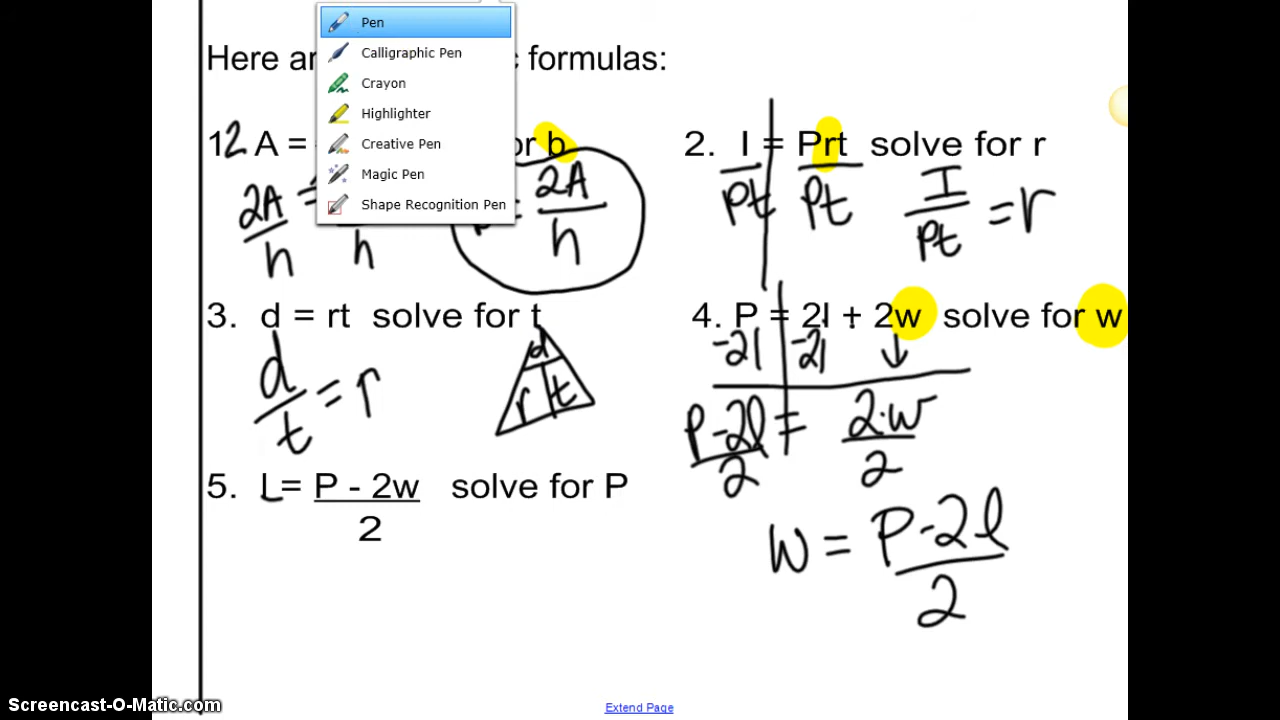 Pen
Calligraphic Pen
Crayon
Highlighter
Creative Pen
Magic Pen
Shape Recognition Pen
Here formulas:
12 A = or b
2A = 2A
h h h
2. I = Prt solve for r
Pt Pt
I = r
Pt
3. d = rt solve for t
d = r
t
d
r t
4. P = 2l + 2w solve for w
-2l -2l
P - 2l = 2·w
2 2
w = P - 2l
2
5. L = P - 2w solve for P
2
Extend Page
Screencast-O-Matic.com